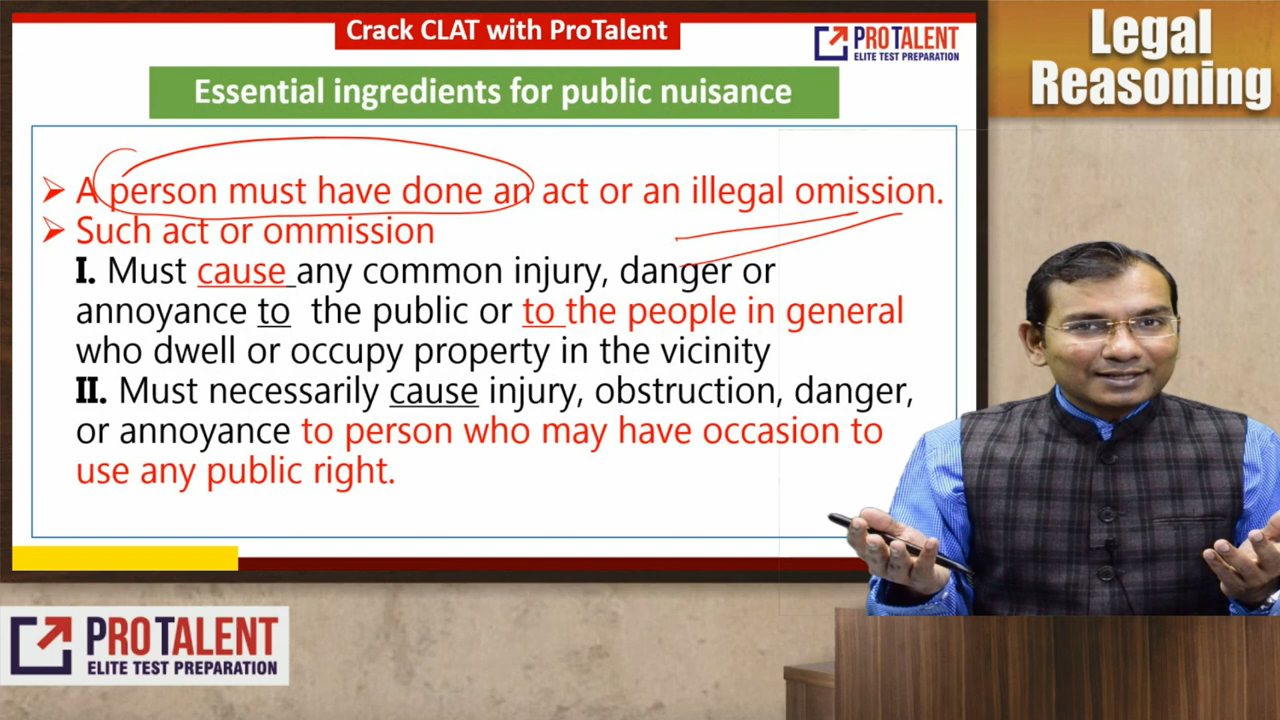 Crack CLAT with ProTalent
PROTALENT
ELITE TEST PREPARATION
Legal
Reasoning
Essential ingredients for public nuisance
➢ A person must have done an act or an illegal omission.
➢ Such act or ommission
I. Must cause any common injury, danger or
annoyance to the public or to the people in general
who dwell or occupy property in the vicinity
II. Must necessarily cause injury, obstruction, danger,
or annoyance to person who may have occasion to
use any public right.
PROTALENT
ELITE TEST PREPARATION